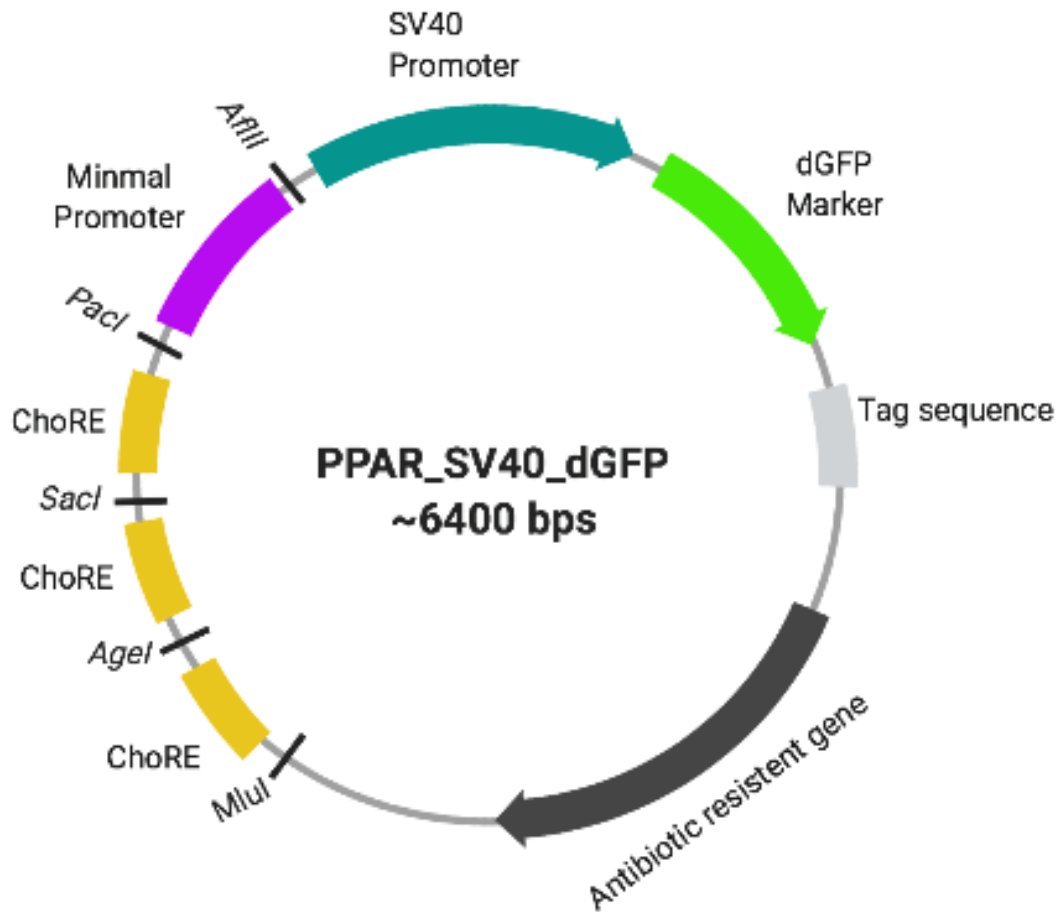 SV40
Promoter
AflII
Minmal
Promoter
dGFP
Marker
PacI
ChoRE
Tag sequence
PPAR_SV40_dGFP
~6400 bps
SacI
ChoRE
AgeI
ChoRE
MluI
Antibiotic resistent gene